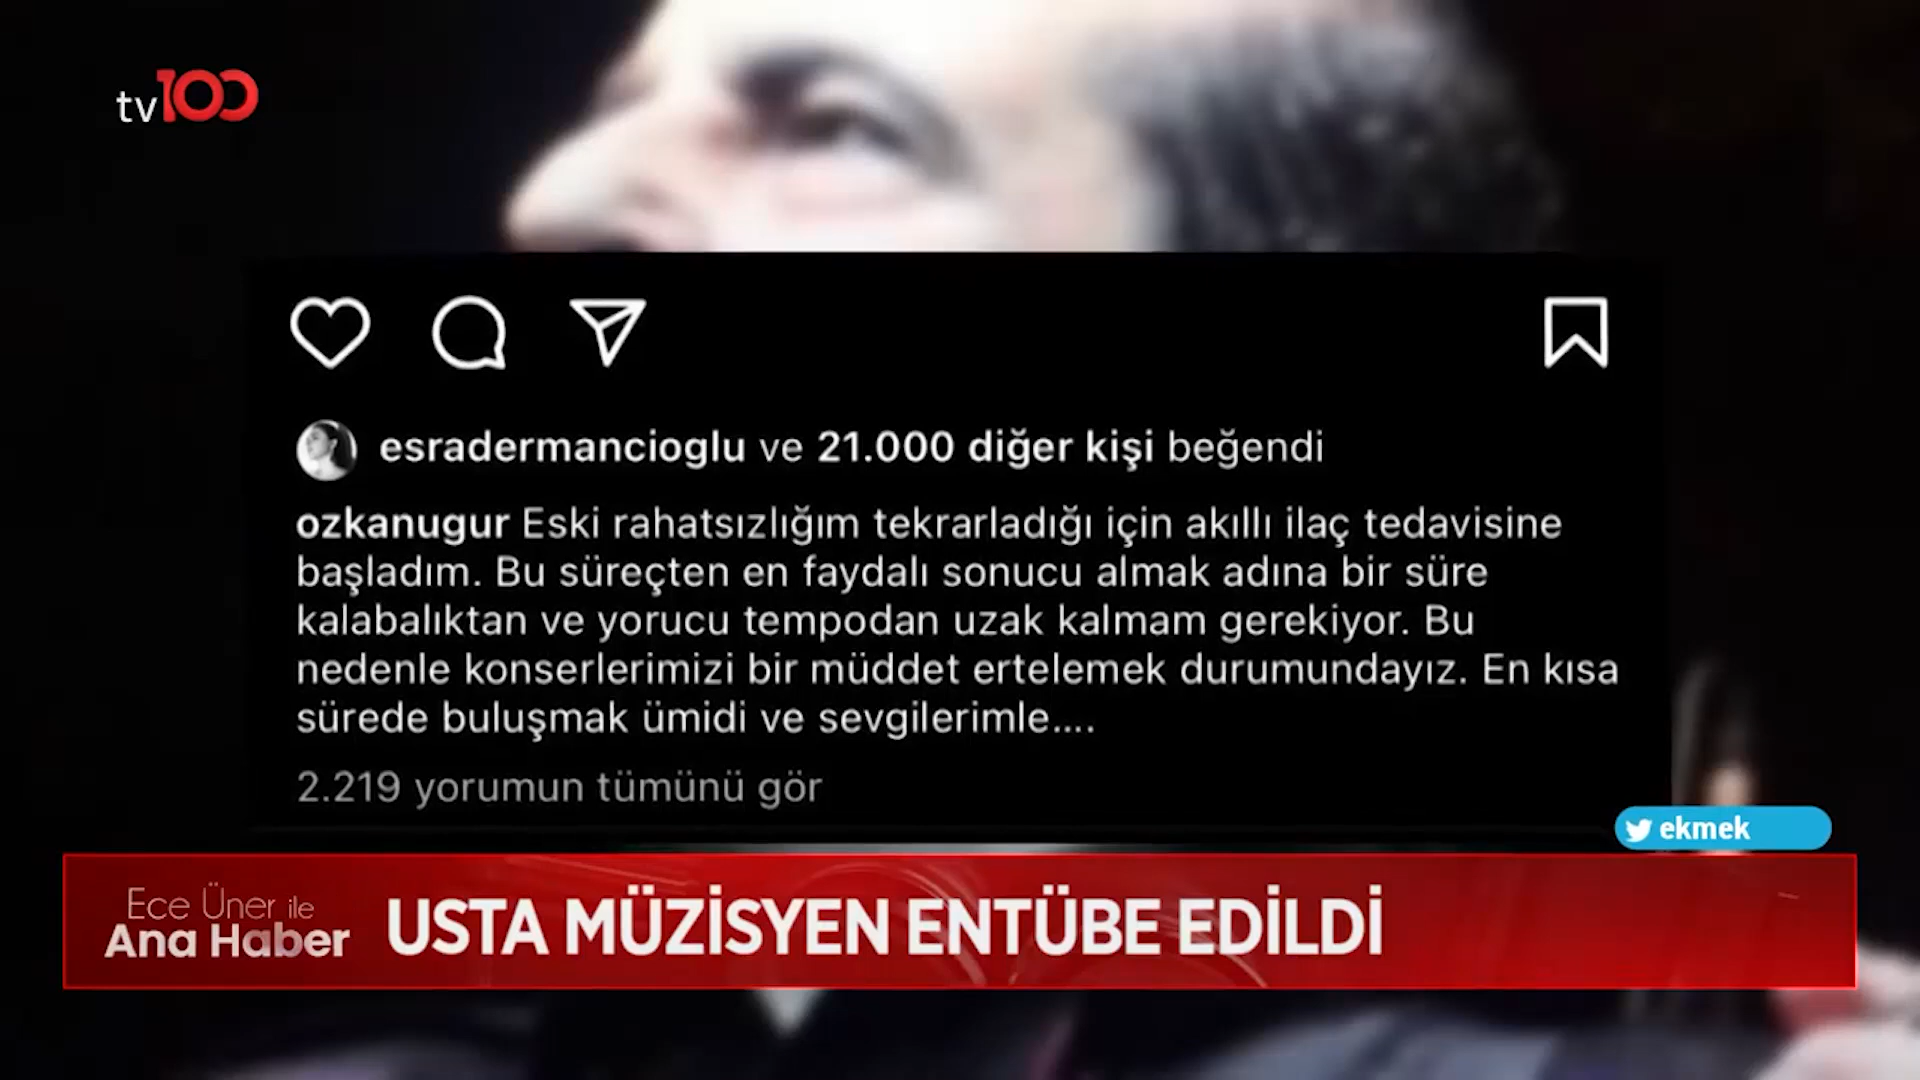 tv100
esradermancioglu ve 21.000 diğer kişi beğendi
ozkanugur Eski rahatsızlığım tekrarladığı için akıllı ilaç tedavisine
başladım. Bu süreçten en faydalı sonucu almak adına bir süre
kalabalıktan ve yorucu tempodan uzak kalmam gerekiyor. Bu
nedenle konserlerimizi bir müddet ertelemek durumundayız. En kısa
sürede buluşmak ümidi ve sevgilerimle....
2.219 yorumun tümünü gör
ekmek
Ece Üner ile
Ana Haber
USTA MÜZİSYEN ENTÜBE EDİLDİ